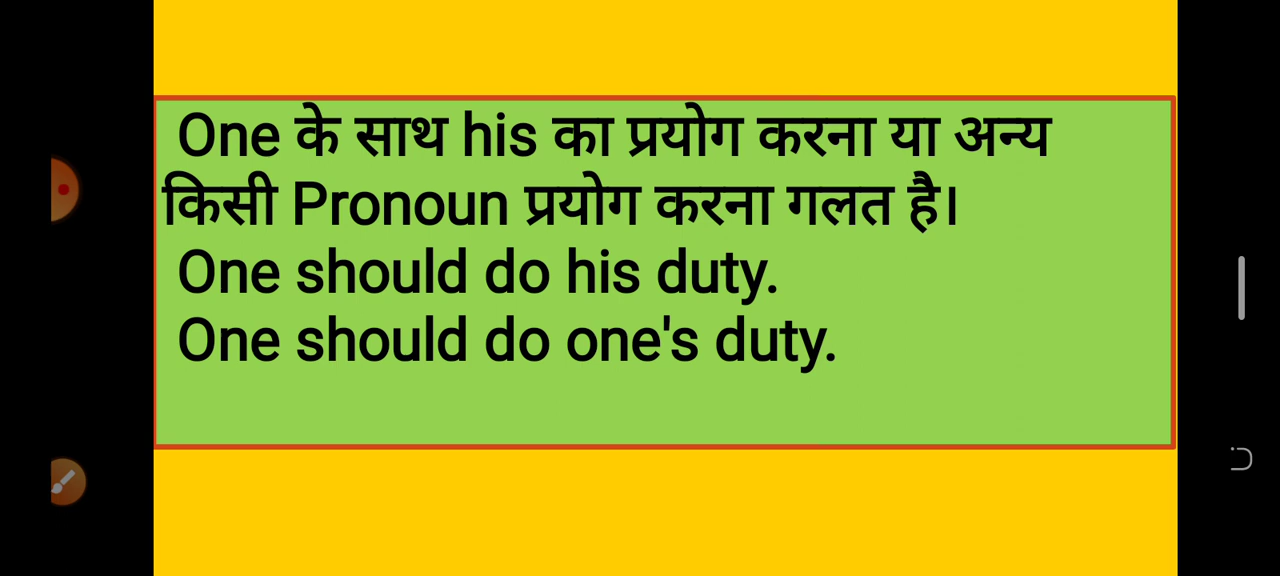 One के साथ his का प्रयोग करना या अन्य
किसी Pronoun प्रयोग करना गलत है।
One should do his duty.
One should do one's duty.